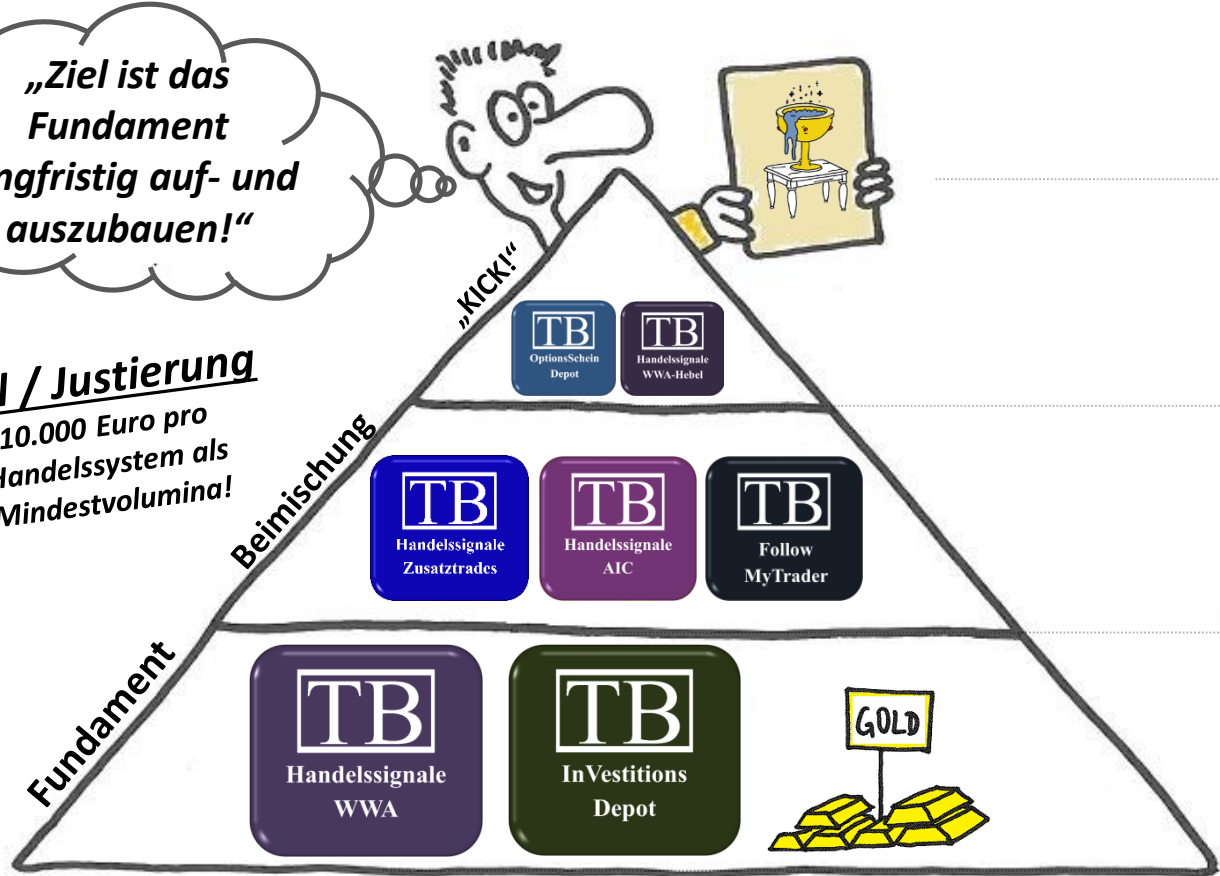 „Ziel ist das
Fundament
ngfristig auf- und
auszubauen!“
„KICK!“
TB
OptionsSchein
Depot
TB
Handelssignale
WWA-Hebel
l / Justierung
10.000 Euro pro
Handelssystem als
Mindestvolumina!
Beimischung
TB
Handelssignale
Zusatztrades
TB
Handelssignale
AIC
TB
Follow
MyTrader
Fundament
TB
Handelssignale
WWA
TB
InVestitions
Depot
GOLD